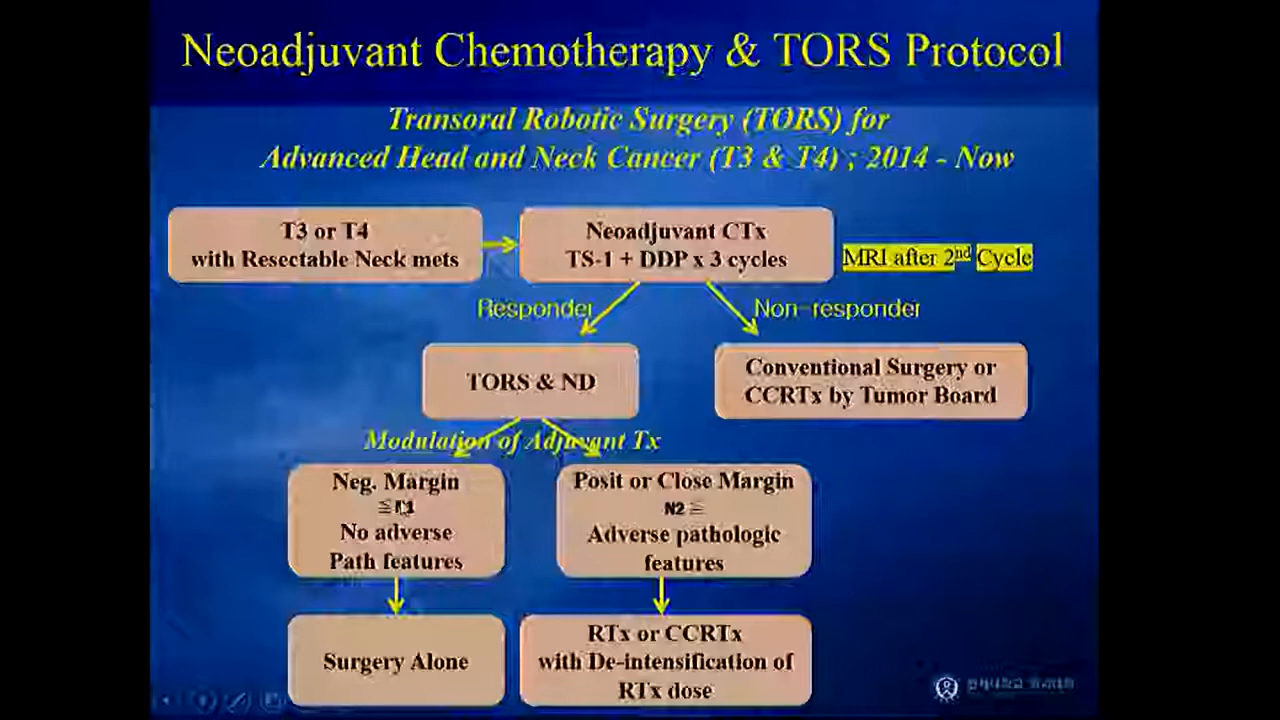 Neoadjuvant Chemotherapy & TORS Protocol
Transoral Robotic Surgery (TORS) for
Advanced Head and Neck Cancer (T3 & T4) ; 2014 - Now
T3 or T4
with Resectable Neck mets
Neoadjuvant CTx
TS-1 + DDP x 3 cycles
MRI after 2nd Cycle
Responder
Non-responder
TORS & ND
Conventional Surgery or
CCRTx by Tumor Board
Modulation of Adjuvant Tx
Neg. Margin
≦
No adverse
Path features
Posit or Close Margin
N2 ≦
Adverse pathologic
features
Surgery Alone
RTx or CCRTx
with De-intensification of
RTx dose